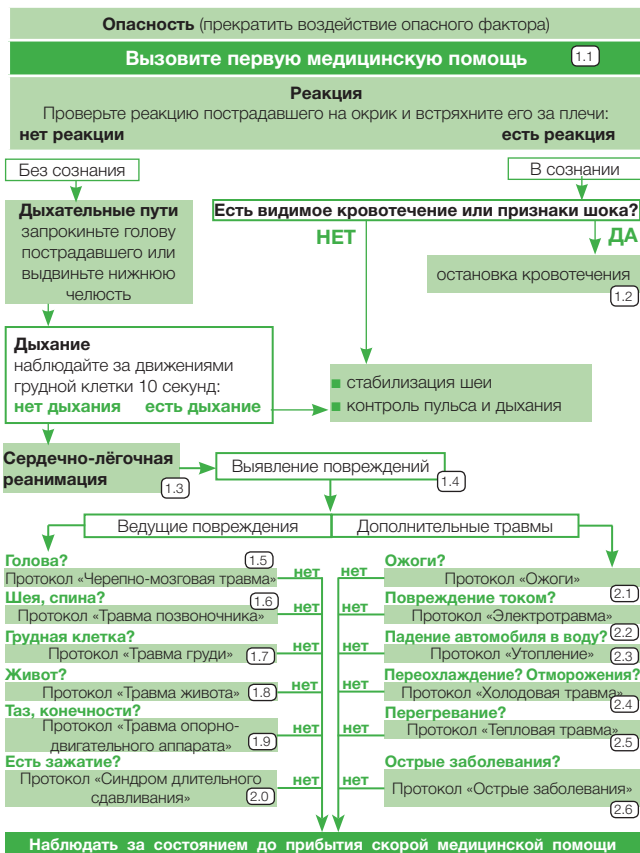 Опасность (прекратить воздействие опасного фактора)
Вызовите первую медицинскую помощь 1.1
Реакция
Проверьте реакцию пострадавшего на окрик и встряхните его за плечи:
нет реакции есть реакция
Без сознания
В сознании
Дыхательные пути
запрокиньте голову
пострадавшего или
выдвиньте нижнюю
челюсть
Есть видимое кровотечение или признаки шока?
НЕТ ДА
остановка кровотечения
1.2
Дыхание
наблюдайте за движениями
грудной клетки 10 секунд:
нет дыхания есть дыхание
стабилизация шеи
контроль пульса и дыхания
Сердечно-лёгочная
реанимация 1.3
Выявление повреждений 1.4
Ведущие повреждения
Дополнительные травмы
Голова? 1.5
Протокол «Черепно-мозговая травма» нет
Шея, спина? 1.6
Протокол «Травма позвоночника» нет
Грудная клетка?
Протокол «Травма груди» 1.7 нет
Живот?
Протокол «Травма живота» 1.8 нет
Таз, конечности?
Протокол «Травма опорно-
двигательного аппарата» 1.9 нет
Есть зажатие?
Протокол «Синдром длительного
сдавливания» 2.0 нет
Ожоги?
нет Протокол «Ожоги» 2.1
Повреждение током?
нет Протокол «Электротравма» 2.2
Падение автомобиля в воду?
нет Протокол «Утопление» 2.3
Переохлаждение? Отморожения?
нет Протокол «Холодовая травма» 2.4
Перегревание?
нет Протокол «Тепловая травма» 2.5
Острые заболевания?
нет Протокол «Острые заболевания» 2.6
Наблюдать за состоянием до прибытия скорой медицинской помощи